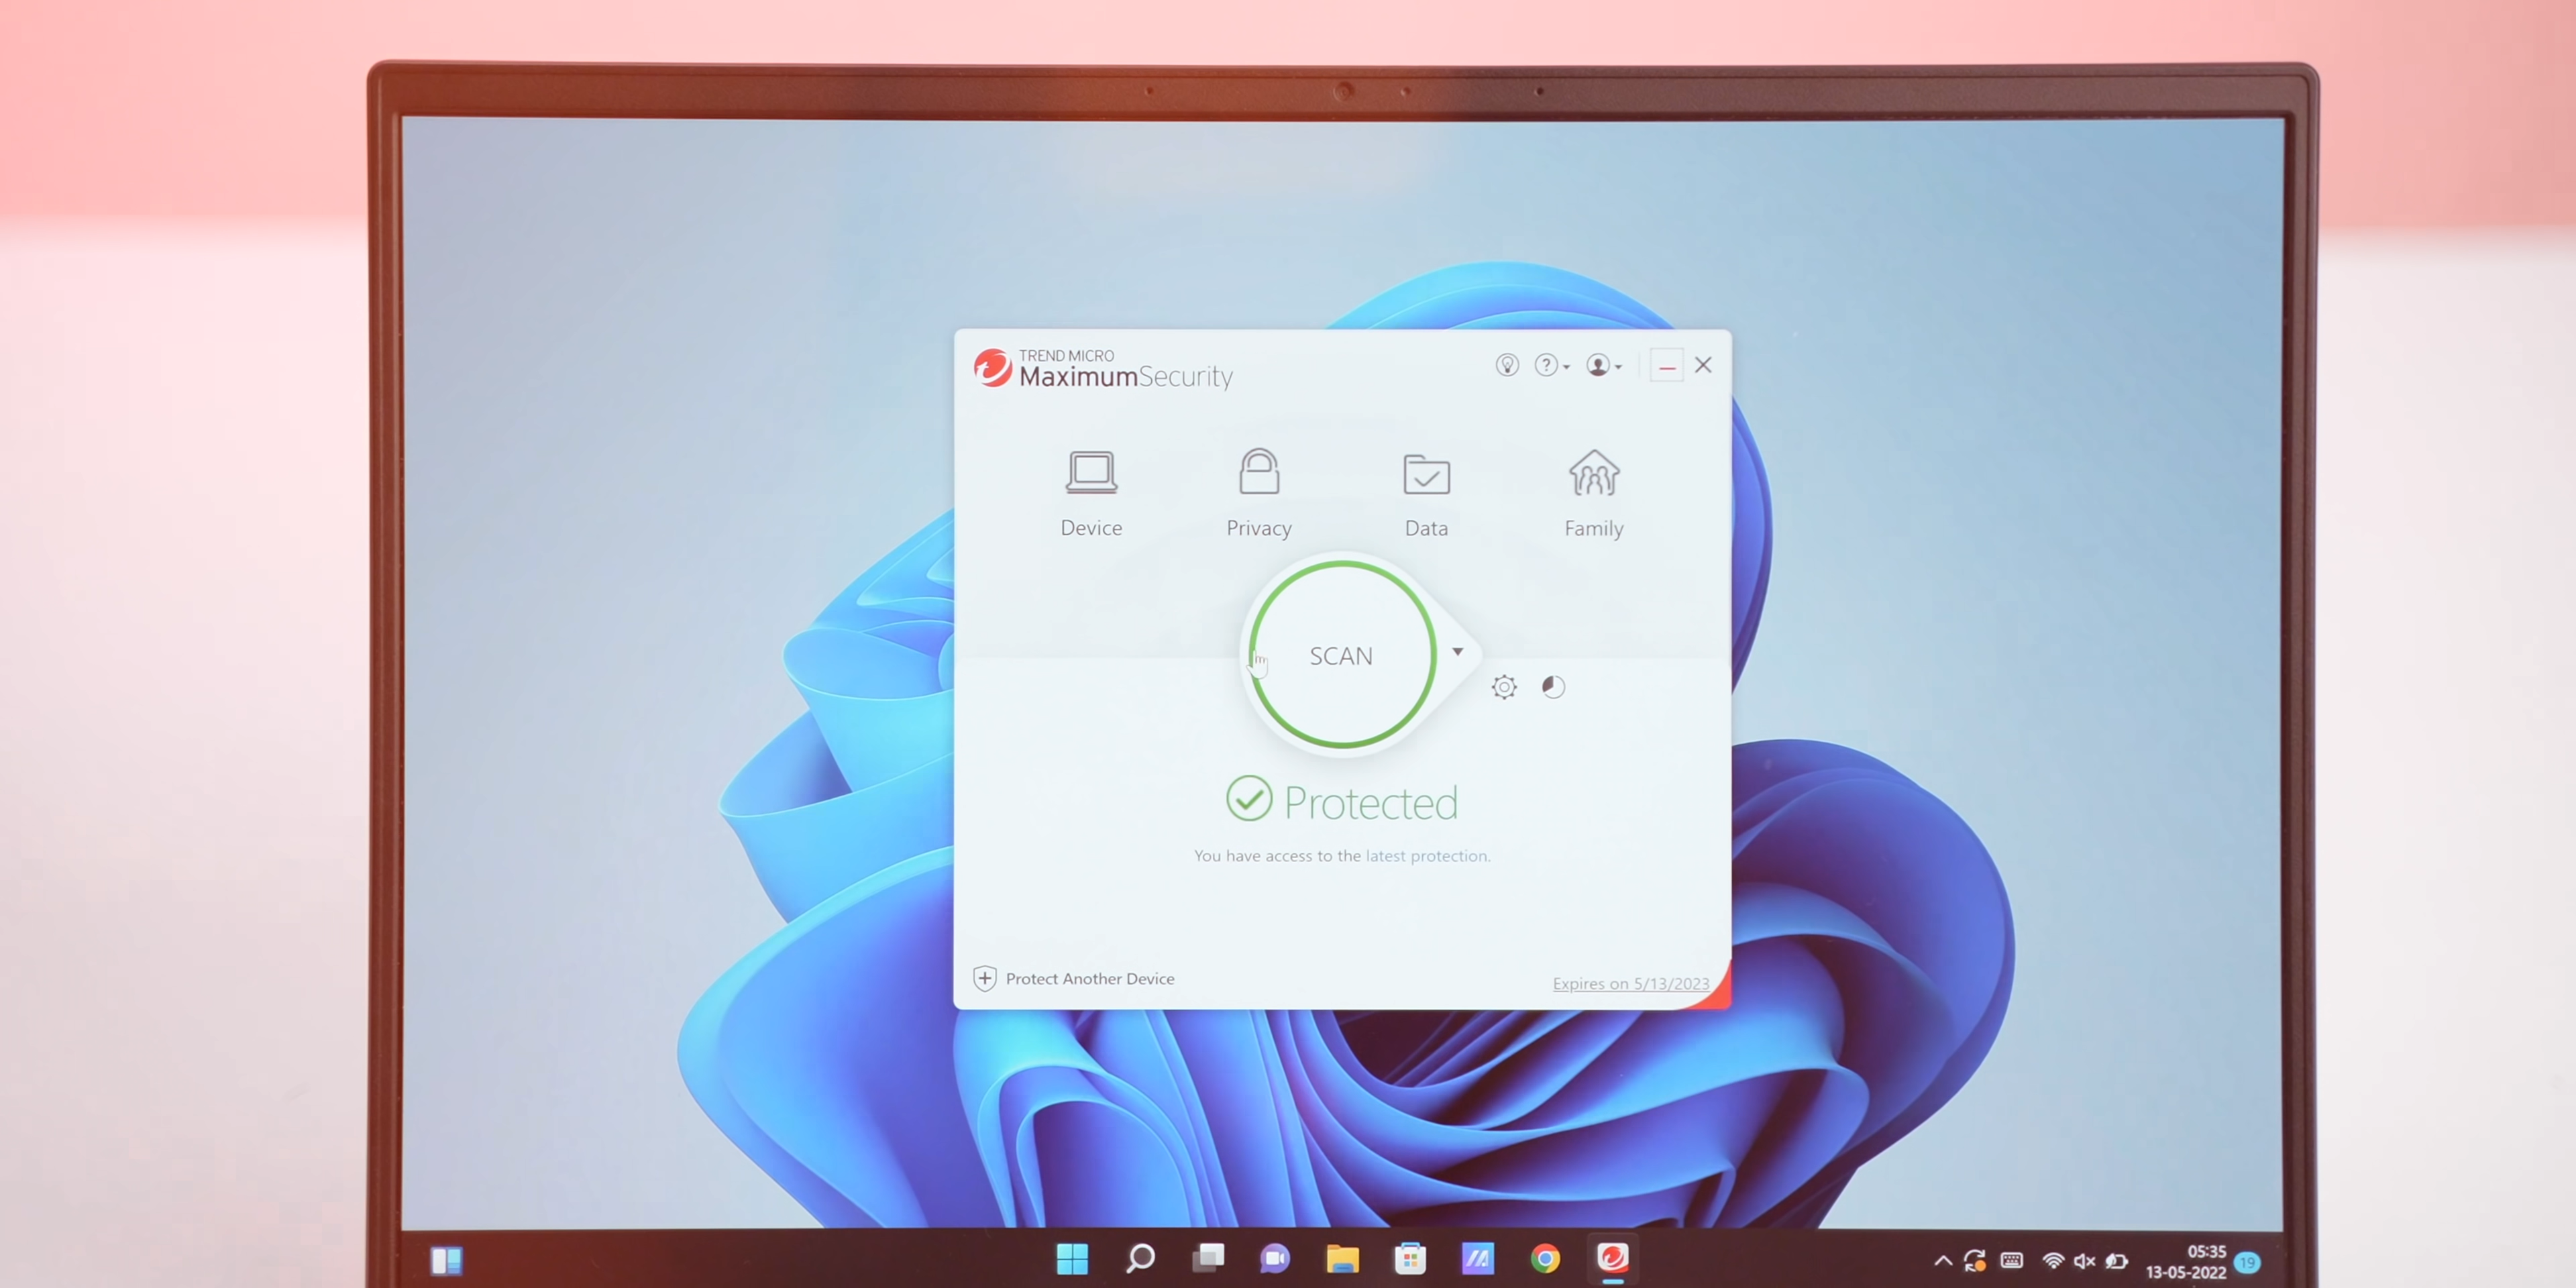 TREND MICRO
MaximumSecurity
Device
Privacy
Data
Family
SCAN
Protected
You have access to the latest protection.
Protect Another Device
Expires on 5/13/2023
05:35
13-05-2022
19